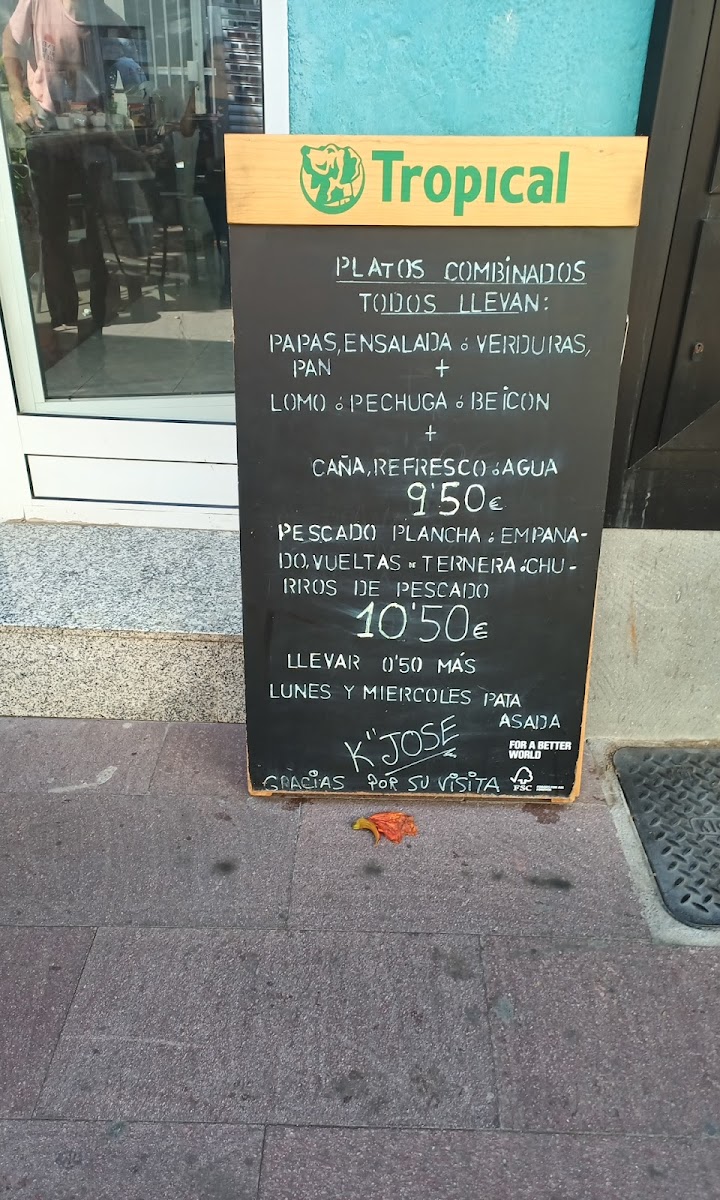 Tropical
PLATOS COMBINADOS
TODOS LLEVAN:
PAPAS, ENSALADA ó VERDURAS,
PAN +
LOMO ó PECHUGA ó BEICON
+
CAÑA, REFRESCO ó AGUA
9'50€
PESCADO PLANCHA ó EMPANA-
DO, VUELTAS DE TERNERA ó CHU-
RROS DE PESCADO
10'50€
LLEVAR 0'50 MÁS
LUNES Y MIERCOLES PATA
ASADA
K"JOSE
FOR A BETTER
WORLD
GRACIAS POR SU VISITA
FSC